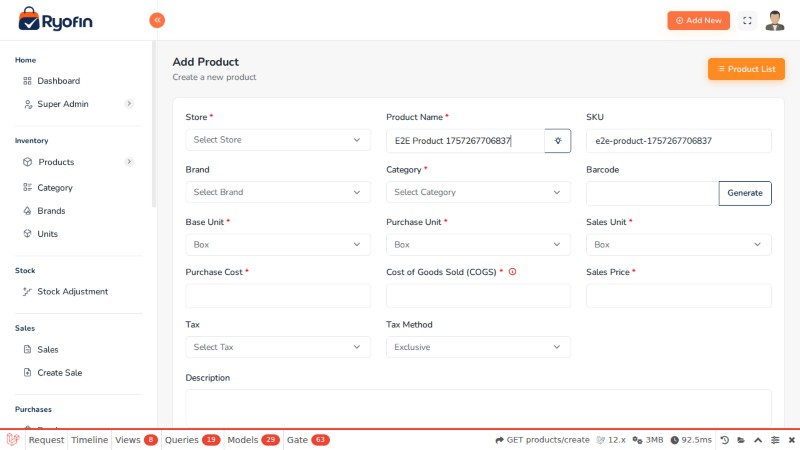 Ryofin
«
Add New
Home
Dashboard
Super Admin
Inventory
Products
Category
Brands
Units
Stock
Stock Adjustment
Sales
Sales
Create Sale
Purchases
Add Product
Create a new product
Product List
Store *
Product Name *
SKU
Select Store
E2E Product 1757267706837
e2e-product-1757267706837
Brand
Category *
Barcode
Select Brand
Select Category
Generate
Base Unit *
Purchase Unit *
Sales Unit *
Box
Box
Box
Purchase Cost *
Cost of Goods Sold (COGS) *
Sales Price *
Tax
Tax Method
Select Tax
Exclusive
Description
Request Timeline Views 8 Queries 19 Models 29 Gate 63 GET products/create 12.x 3MB 92.5ms